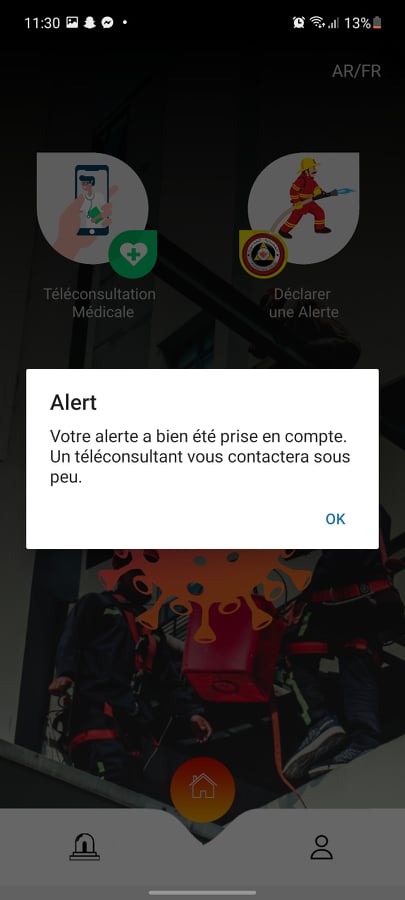 11:30
13%
AR/FR
Téléconsultation
Médicale
Déclarer
une Alerte
Alert
Votre alerte a bien été prise en compte.
Un téléconsultant vous contactera sous
peu.
OK